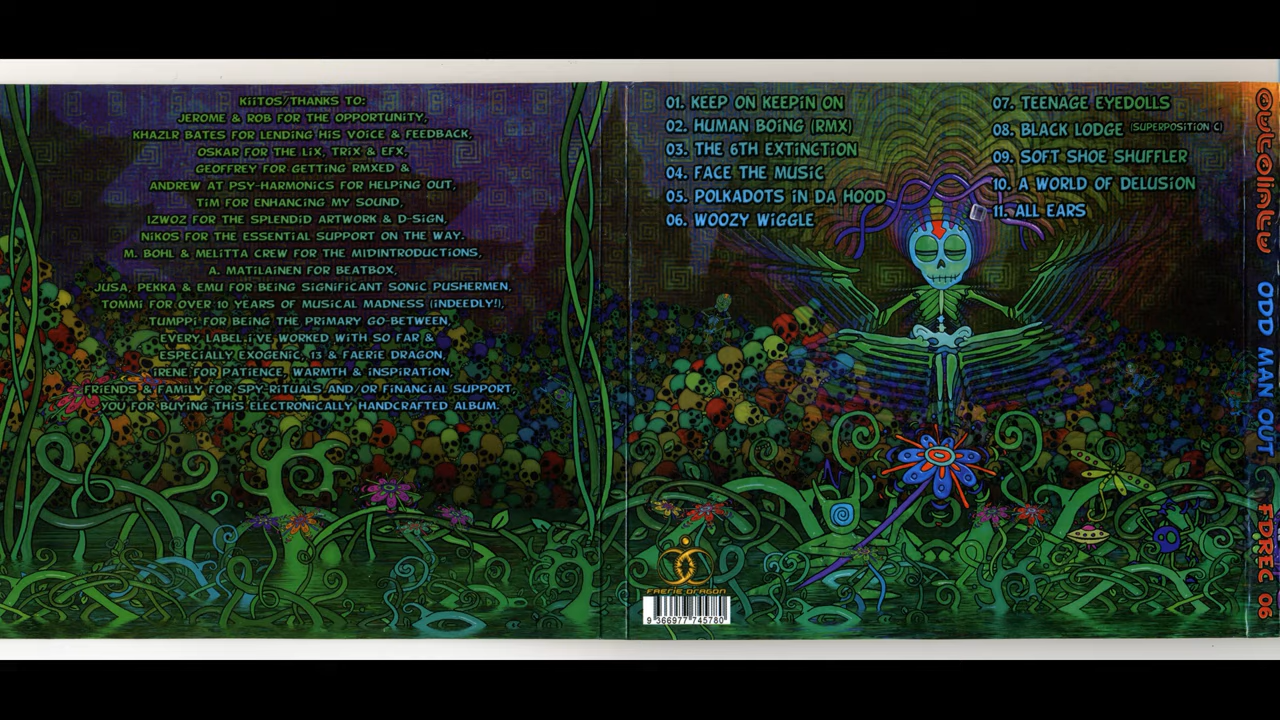 KiiTOS/THANKS TO:
JEROME & ROB FOR THE OPPORTUNITY,
KHAZLR BATES FOR LENDING HIS VOICE & FEEDBACK,
OSKAR FOR THE LiX, TRiX & EFX,
GEOFFREY FOR GETTING RMXED &
ANDREW AT PSY-HARMONICS FOR HELPING OUT,
TIM FOR ENHANCING MY SOUND,
IZWOZ FOR THE SPLENDID ARTWORK & D-SIGN,
NIKOS FOR THE ESSENTIAL SUPPORT ON THE WAY.
M. BOHL & MELITTA CREW FOR THE MIDINTRODUCTIONS,
A. MATILAINEN FOR BEATBOX,
JUSA, PEKKA & EMU FOR BEING SIGNIFICANT SONIC PUSHERMEN,
TOMMI FOR OVER 10 YEARS OF MUSICAL MADNESS (INDEEDLY!),
TUMPPI FOR BEING THE PRIMARY GO-BETWEEN,
EVERY LABEL I'VE WORKED WITH SO FAR &
ESPECIALLY EXOGENIC, 13 & FAERIE DRAGON,
IRENE FOR PATIENCE, WARMTH & INSPIRATION,
FRIENDS & FAMILY FOR SPY-RITUALS AND/OR FINANCIAL SUPPORT,
YOU FOR BUYING THIS ELECTRONICALLY HANDCRAFTED ALBUM.
01. KEEP ON KEEPiN ON
02. HUMAN BOiNG (RMX)
03. THE 6TH EXTiNCTiON
04. FACE THE MUSiC
05. POLKADOTS iN DA HOOD
06. WOOZY WiGGLE
07. TEENAGE EYEDOLLS
08. BLACK LODGE (SUPERPOSiTiON C)
09. SOFT SHOE SHUFFLER
10. A WORLD OF DELUSiON
11. ALL EARS
FAERiE DRAGON
9 366977 745780
ODD MAN OUT
FDREC 06